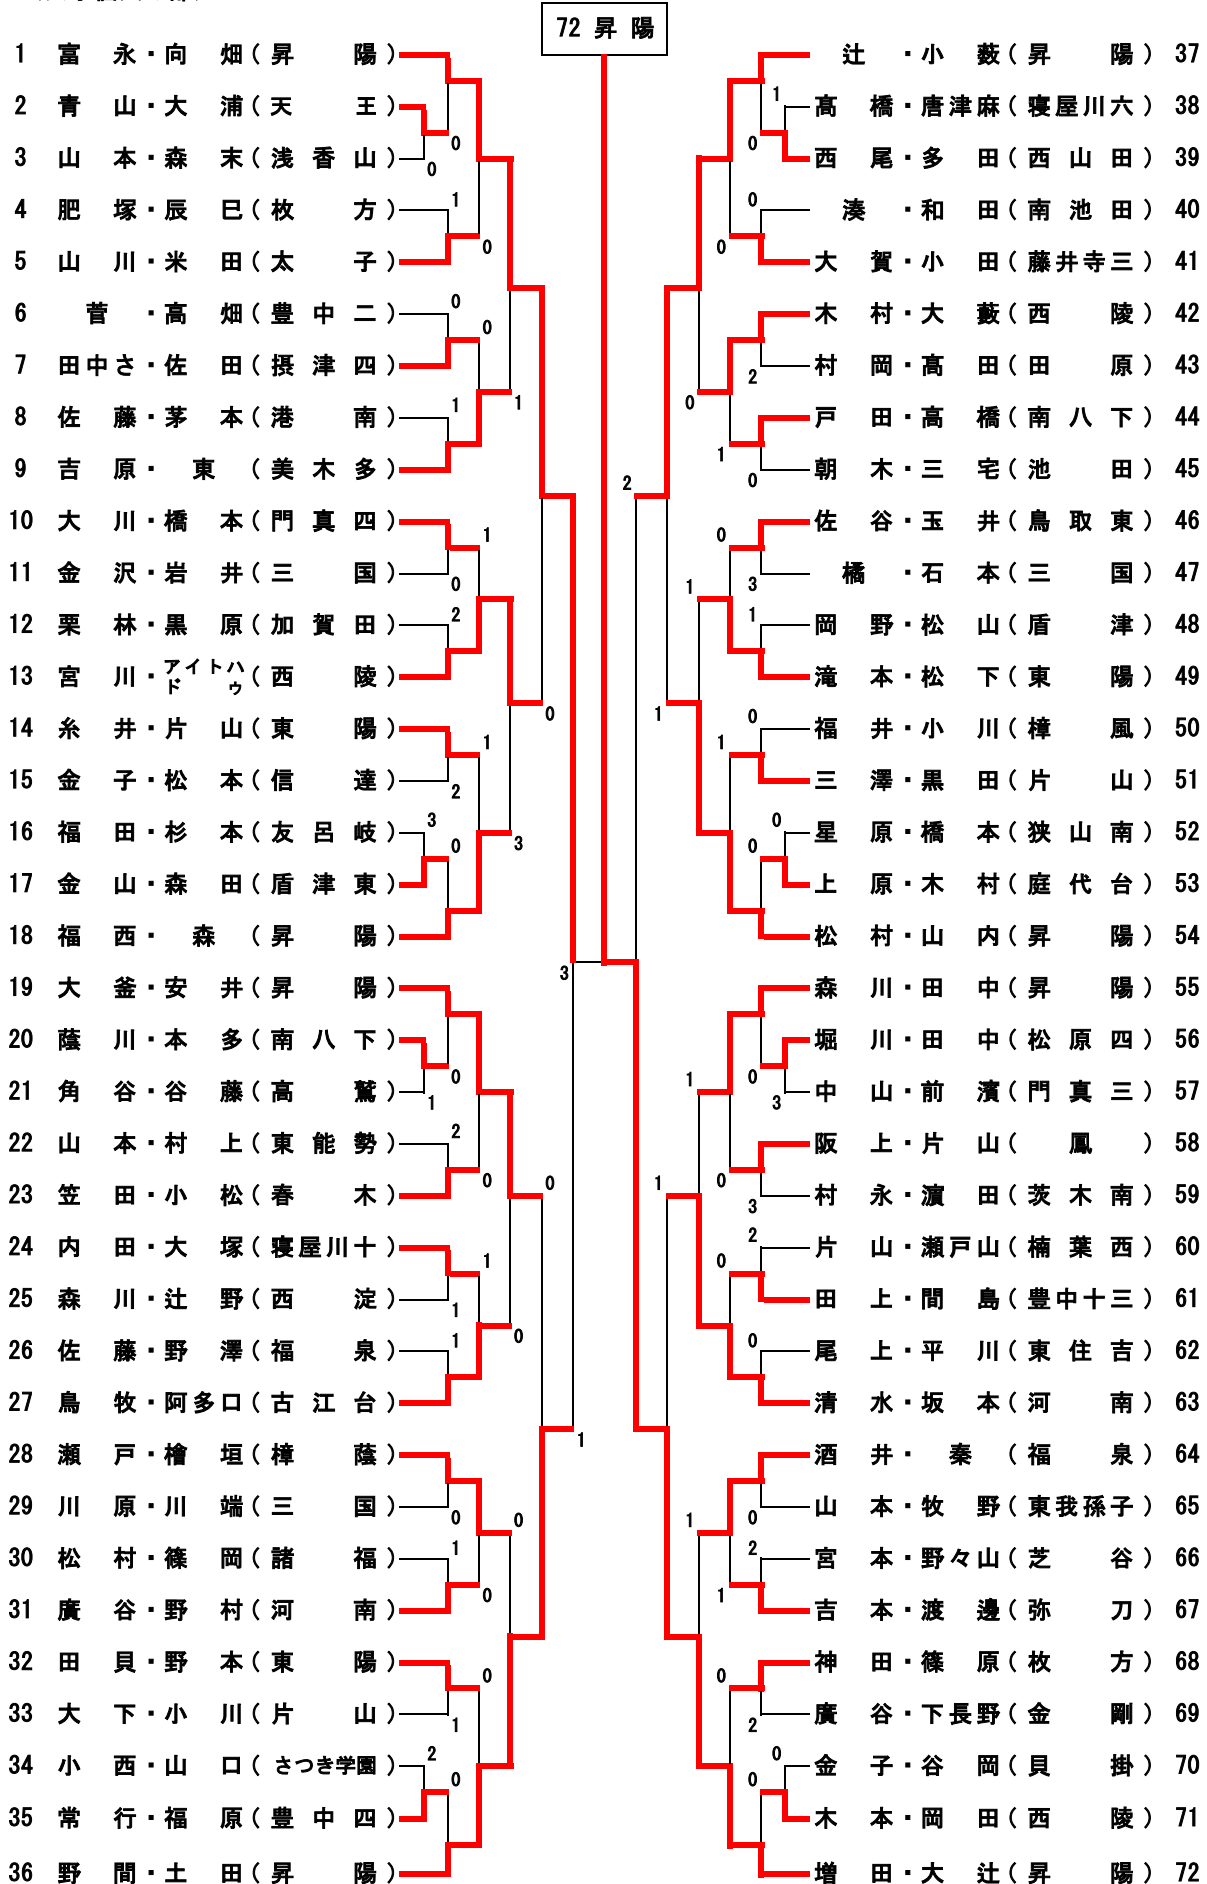 72 昇 陽
1 富 永・向 畑(昇 陽)
2 青 山・大 浦(天 王)
3 山 本・森 末(浅 香 山)
4 肥 塚・辰 巳(枚 方)
5 山 川・米 田(太 子)
6 菅 ・高 畑(豊 中 二)
7 田中さ・佐 田(摂 津 四)
8 佐 藤・茅 本(港 南)
9 吉 原・ 東 (美 木 多)
10 大 川・橋 本(門 真 四)
11 金 沢・岩 井(三 国)
12 栗 林・黒 原(加 賀 田)
13 宮 川・アイトハドゥ(西 陵)
14 糸 井・片 山(東 陽)
15 金 子・松 本(信 達)
16 福 田・杉 本(友 呂 岐)
17 金 山・森 田(盾 津 東)
18 福 西・ 森 (昇 陽)
19 大 釜・安 井(昇 陽)
20 蔭 川・本 多(南 八 下)
21 角 谷・谷 藤(高 鷲)
22 山 本・村 上(東 能 勢)
23 笠 田・小 松(春 木)
24 内 田・大 塚(寝屋川十)
25 森 川・辻 野(西 淀)
26 佐 藤・野 澤(福 泉)
27 鳥 牧・阿多口(古 江 台)
28 瀬 戸・檜 垣(樟 蔭)
29 川 原・川 端(三 国)
30 松 村・篠 岡(諸 福)
31 廣 谷・野 村(河 南)
32 田 貝・野 本(東 陽)
33 大 下・小 川(片 山)
34 小 西・山 口(さつき学園)
35 常 行・福 原(豊 中 四)
36 野 間・土 田(昇 陽)
辻 ・小 薮(昇 陽) 37
髙 橋・唐津麻(寝屋川六) 38
西 尾・多 田(西 山 田) 39
湊 ・和 田(南 池 田) 40
大 賀・小 田(藤井寺三) 41
木 村・大 藪(西 陵) 42
村 岡・髙 田(田 原) 43
戸 田・高 橋(南 八 下) 44
朝 木・三 宅(池 田) 45
佐 谷・玉 井(鳥 取 東) 46
橘 ・石 本(三 国) 47
岡 野・松 山(盾 津) 48
滝 本・松 下(東 陽) 49
福 井・小 川(樟 風) 50
三 澤・黒 田(片 山) 51
星 原・橋 本(狭 山 南) 52
上 原・木 村(庭 代 台) 53
松 村・山 内(昇 陽) 54
森 川・田 中(昇 陽) 55
堀 川・田 中(松 原 四) 56
中 山・前 濱(門 真 三) 57
阪 上・片 山( 鳳 ) 58
村 永・濵 田(茨 木 南) 59
片 山・瀬戸山(楠 葉 西) 60
田 上・間 島(豊中十三) 61
尾 上・平 川(東 住 吉) 62
清 水・坂 本(河 南) 63
酒 井・ 秦 (福 泉) 64
山 本・牧 野(東我孫子) 65
宮 本・野々山(芝 谷) 66
吉 本・渡 邊(弥 刀) 67
神 田・篠 原(枚 方) 68
廣 谷・下長野(金 剛) 69
金 子・谷 岡(貝 掛) 70
木 本・岡 田(西 陵) 71
増 田・大 辻(昇 陽) 72